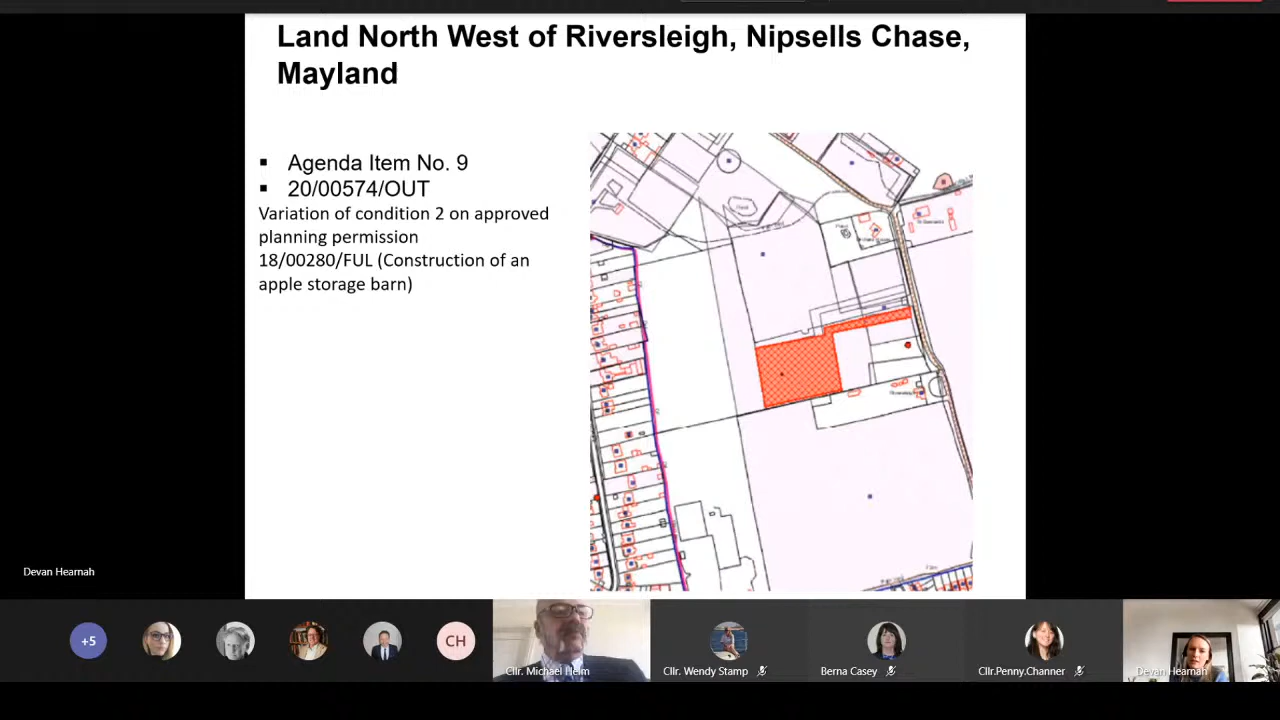 Land North West of Riversleigh, Nipsells Chase,
Mayland
▪ Agenda Item No. 9
▪ 20/00574/OUT
Variation of condition 2 on approved
planning permission
18/00280/FUL (Construction of an
apple storage barn)
Devan Hearnah
+5
CH
Cllr. Michael Helm
Cllr. Wendy Stamp
Berna Casey
Cllr.Penny.Channer
Devan Hearnah